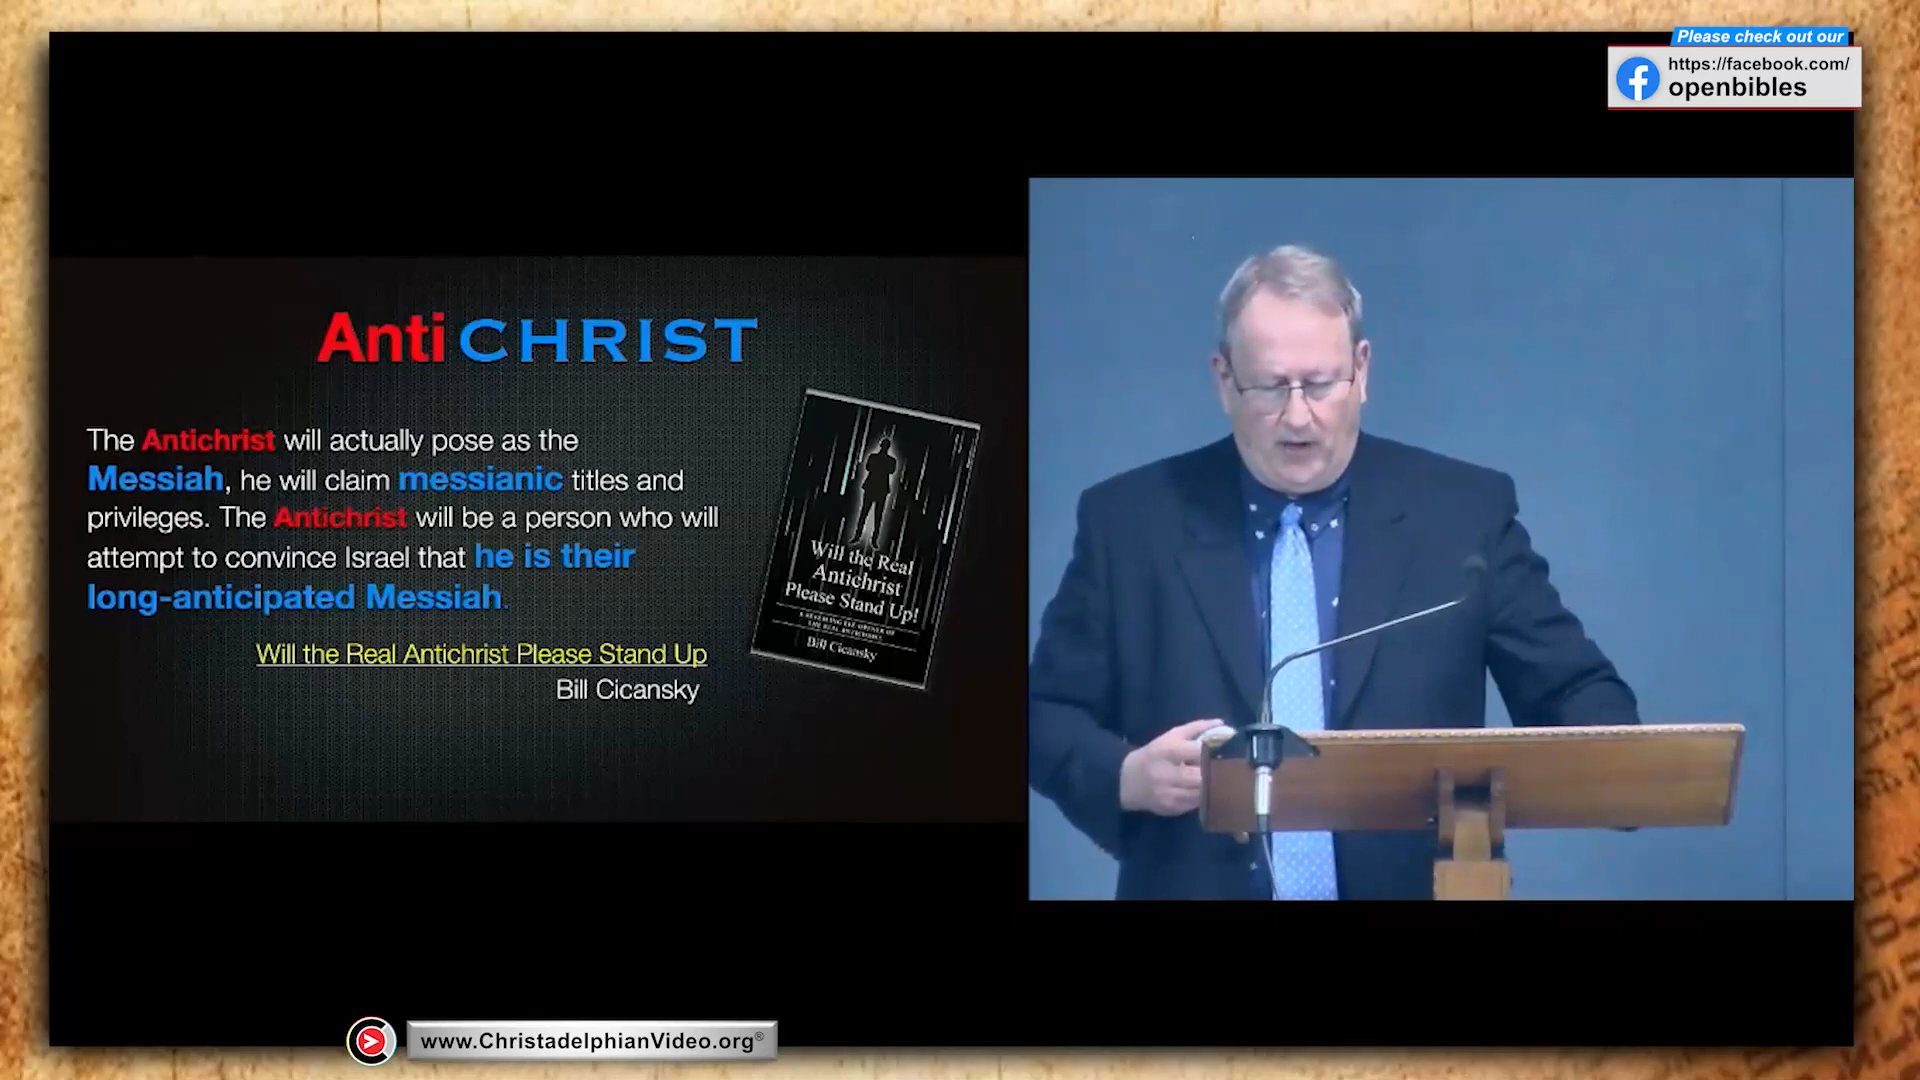 Please check out our
https://facebook.com/
openbibles
AntiCHRIST
The Antichrist will actually pose as the
Messiah, he will claim messianic titles and
privileges. The Antichrist will be a person who will
attempt to convince Israel that he is their
long-anticipated Messiah.
Will the Real Antichrist Please Stand Up
Bill Cicansky
Will the Real
Antichrist
Please Stand Up!
Bill Cicansky
www.ChristadelphianVideo.org®